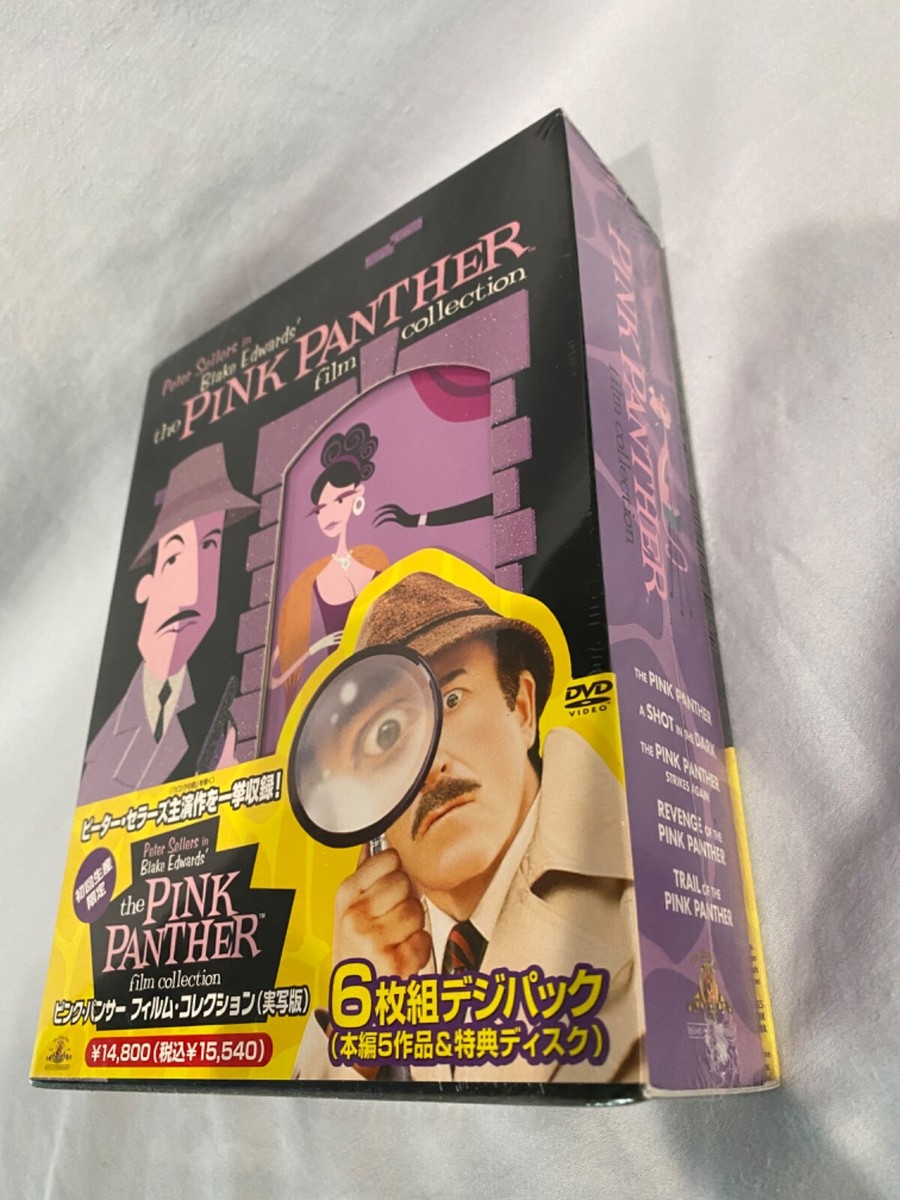 Peter Sellers in
Blake Edwards'
the PINK PANTHER™
film collection
DVD
VIDEO
ピーター・セラーズ主演作を一挙収録!
初回生産
限定
Peter Sellers in
Blake Edwards'
the PINK
PANTHER™
film collection
ピンク・パンサー フィルム・コレクション(実写版)
¥14,800(税込¥15,540)
6枚組デジパック
(本編5作品&特典ディスク)
PINK PANTHER
film collection
THE PINK PANTHER
A SHOT IN THE DARK
THE PINK PANTHER
STRIKES AGAIN
REVENGE OF THE
PINK PANTHER
TRAIL OF THE
PINK PANTHER